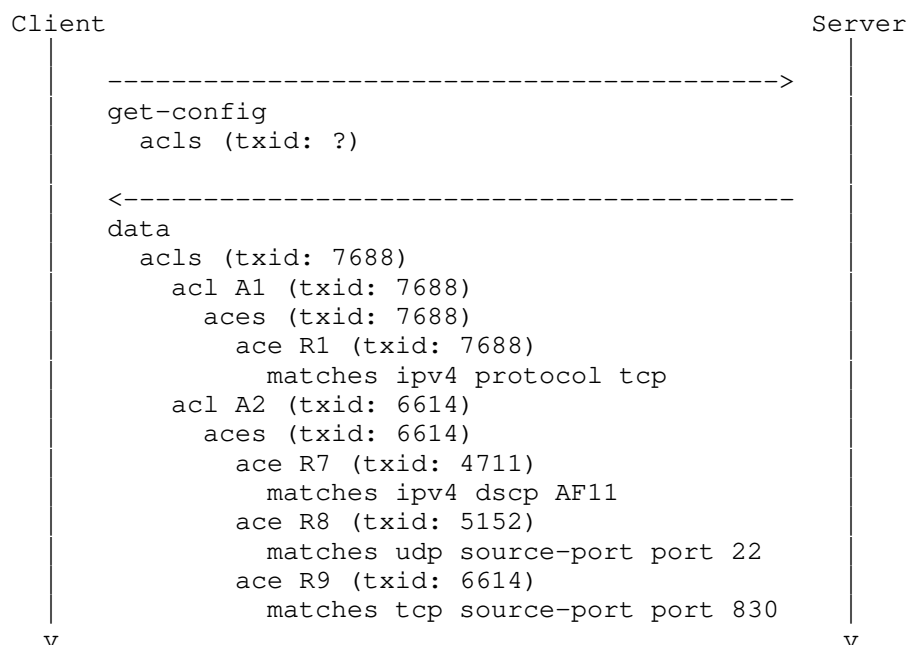 Client                                            Server
  |                                                 |
  |   ------------------------------------------>   |
  |   get-config                                    |
  |     acls (txid: ?)                              |
  |                                                 |
  |   <------------------------------------------   |
  |   data                                          |
  |     acls (txid: 7688)                           |
  |       acl A1 (txid: 7688)                       |
  |         aces (txid: 7688)                       |
  |           ace R1 (txid: 7688)                   |
  |             matches ipv4 protocol tcp           |
  |       acl A2 (txid: 6614)                       |
  |         aces (txid: 6614)                       |
  |           ace R7 (txid: 4711)                   |
  |             matches ipv4 dscp AF11              |
  |           ace R8 (txid: 5152)                   |
  |             matches udp source-port port 22     |
  |           ace R9 (txid: 6614)                   |
  |             matches tcp source-port port 830    |
  v                                                 v